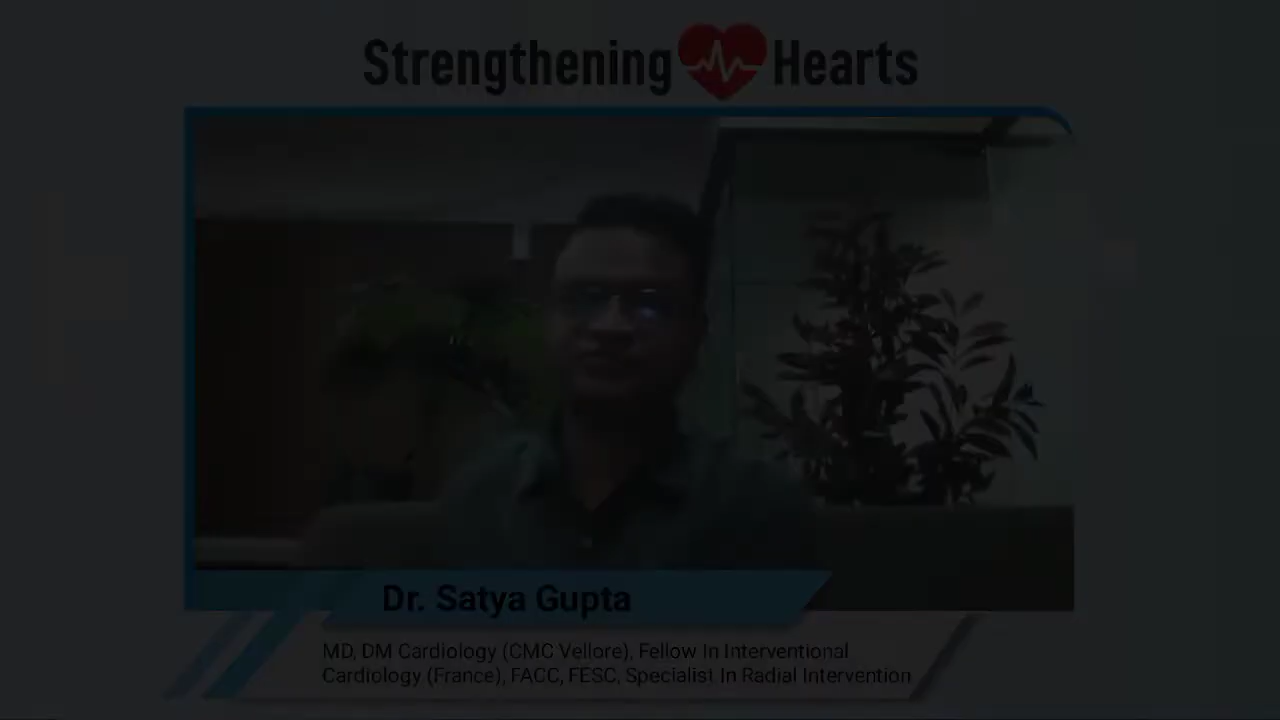 Strengthening Hearts
Dr. Satya Gupta
MD, DM Cardiology (CMC Vellore), Fellow In Interventional
Cardiology (France), FACC, FESC, Specialist In Radial Intervention